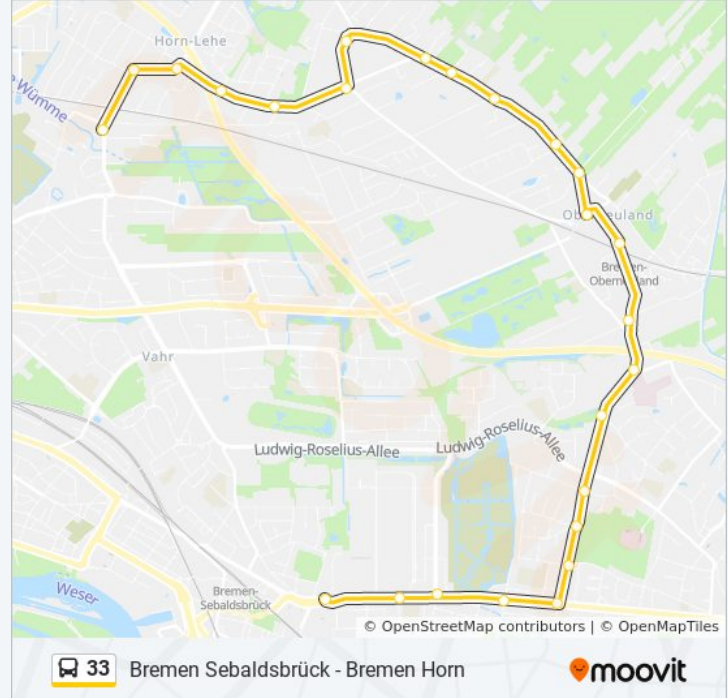 Horn-Lehe
Wümme
Oberneuland
Bremen-
Oberneuland
Vahr
Ludwig-Roselius-Allee
Ludwig-Roselius-Allee
Bremen-
Sebaldsbrück
Weser
© OpenStreetMap contributors | © OpenMapTiles
33 Bremen Sebaldsbrück - Bremen Horn
moovit